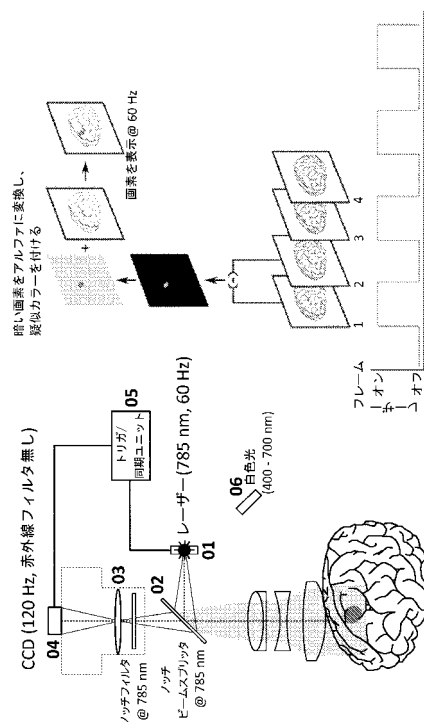 CCD (120 Hz, 赤外線フィルタ無し)
04
05
トリガ/
同期ユニット
03
ノッチフィルタ
@ 785 nm
02
ノッチ
ビームスプリッタ
@ 785 nm
レーザー (785 nm, 60 Hz)
01
06
白色光
(400 - 700 nm)
暗い画素をアルファに変換し、
疑似カラーを付ける
+
画素を表示@ 60 Hz
(-)
1
2
3
4
フレーム
オン
オフ